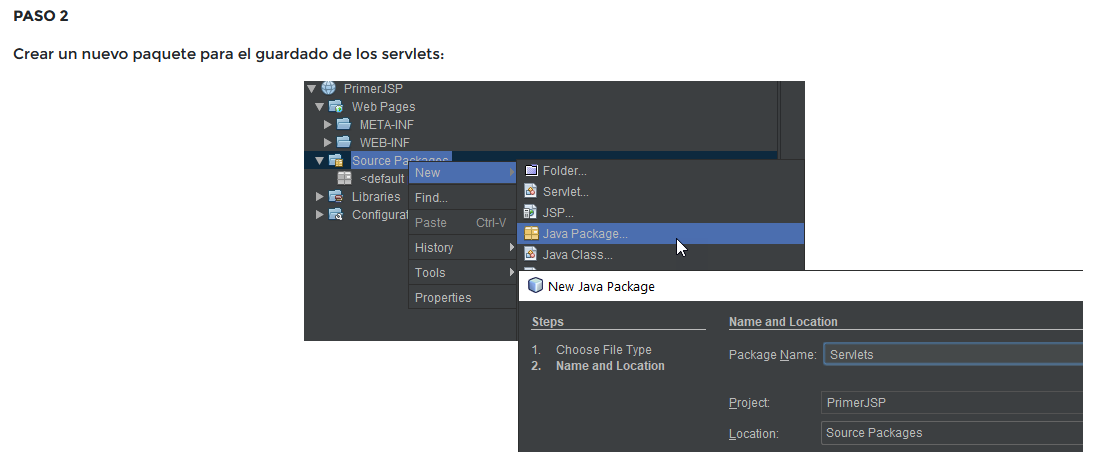 PASO 2
Crear un nuevo paquete para el guardado de los servlets:
PrimerJSP
Web Pages
META-INF
WEB-INF
Source Packages
<default
Libraries
Configurat
New
Find...
Paste Ctrl-V
History
Tools
Properties
Folder...
Servlet...
JSP...
Java Package...
Java Class...
New Java Package
Steps
1. Choose File Type
2. Name and Location
Name and Location
Package Name: Servlets
Project: PrimerJSP
Location: Source Packages